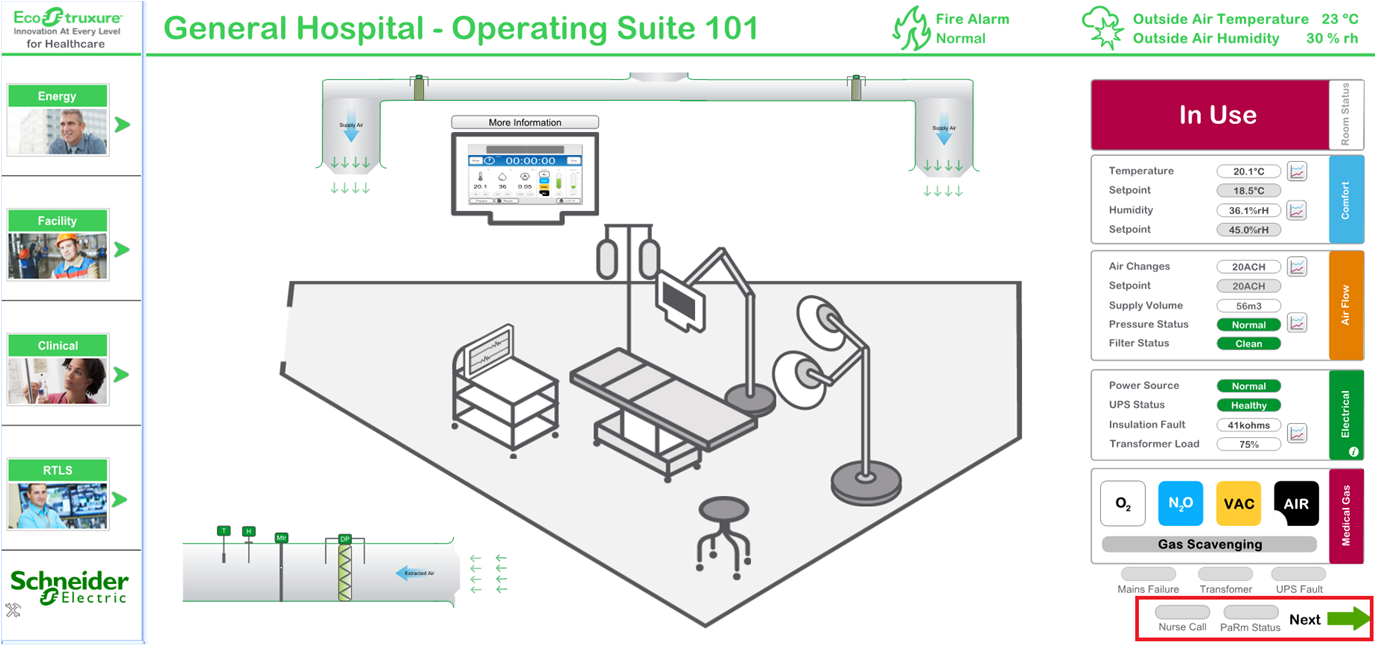 EcoStruxure
Innovation At Every Level
for Healthcare
General Hospital - Operating Suite 101
Fire Alarm
Normal
Outside Air Temperature 23 °C
Outside Air Humidity 30 % rh
Energy
Facility
Clinical
RTLS
Schneider
Electric
Supply Air
Supply Air
More Information
00:00:00
20.1 36 0.05
T H Mtr DP
Extracted Air
In Use
Room Status
Temperature 20.1°C
Setpoint 18.5°C
Humidity 36.1%rH
Setpoint 45.0%rH
Comfort
Air Changes 20ACH
Setpoint 20ACH
Supply Volume 56m3
Pressure Status Normal
Filter Status Clean
Air Flow
Power Source Normal
UPS Status Healthy
Insulation Fault 41kohms
Transformer Load 75%
Electrical
i
O₂ N₂O VAC AIR
Gas Scavenging
Medical Gas
Mains Failure Transfomer UPS Fault
Nurse Call PaRm Status Next